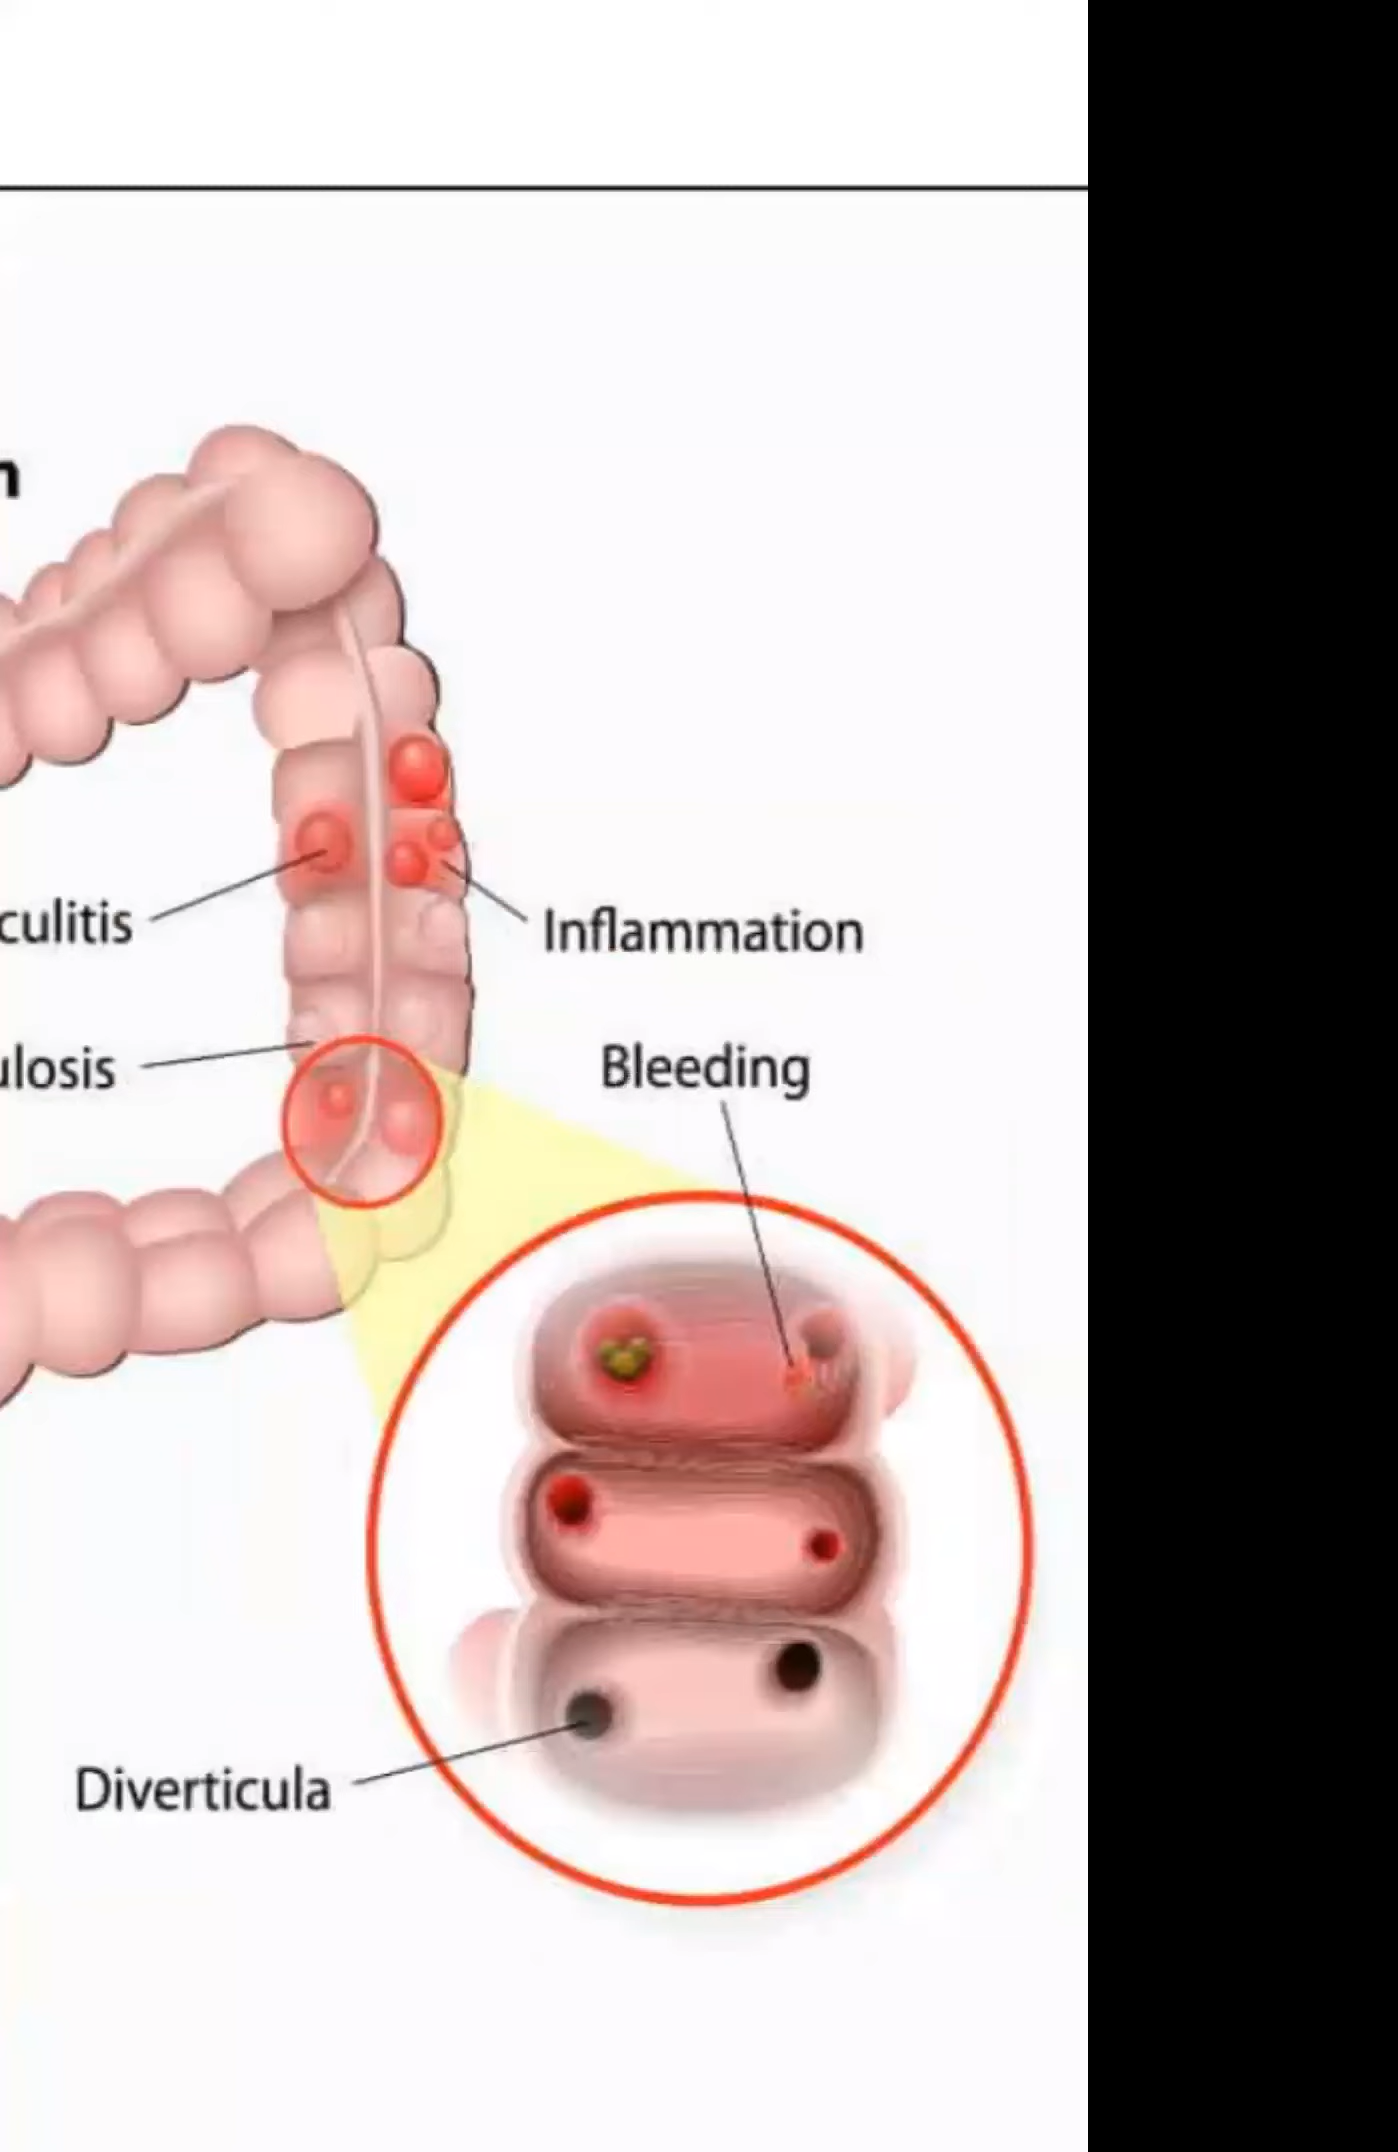 n
culitis
Inflammation
ulosis
Bleeding
Diverticula